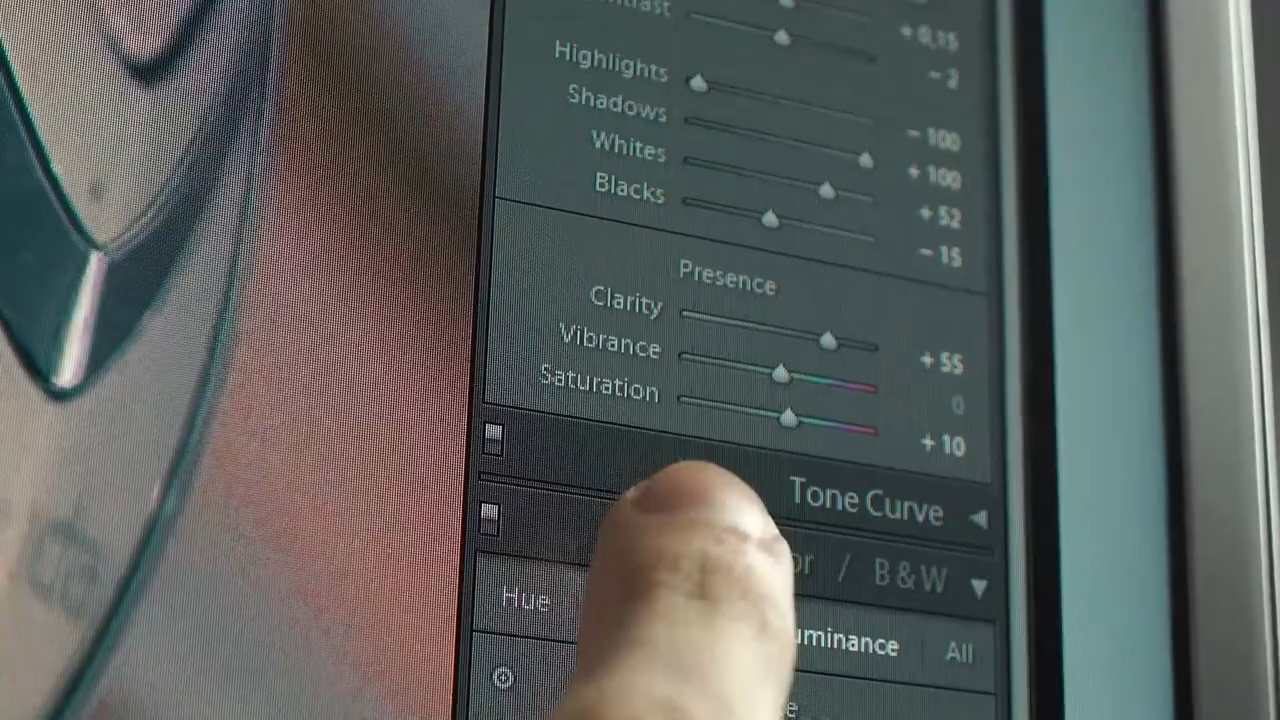 + 0,15
- 2
Highlights - 100
Shadows + 100
Whites + 52
Blacks - 15
Presence
Clarity + 55
Vibrance 0
Saturation + 10
Tone Curve
/ B & W
Hue All